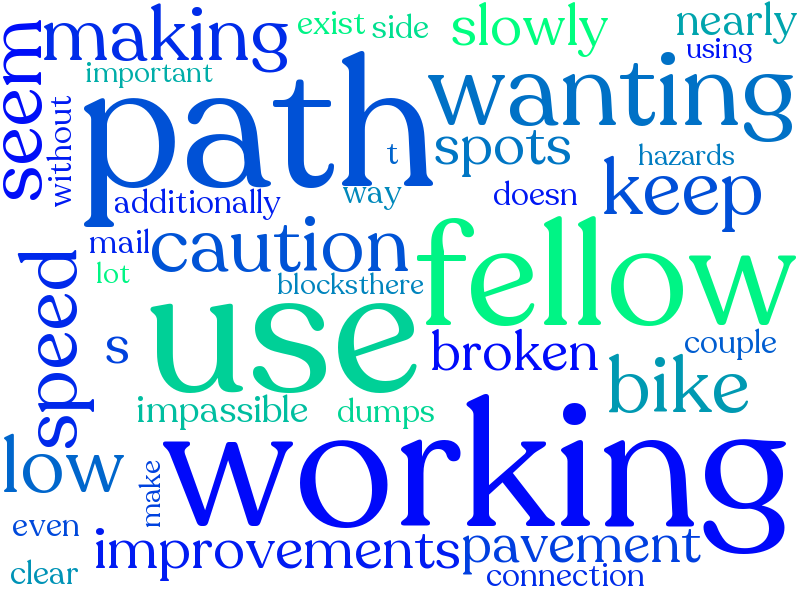 making
exist
side
slowly
nearly
using
seem
important
without
path
wanting
t
spots
hazards
additionally
way
doesn
keep
mail
caution
lot
blocksthere
fellow
speed
s
use
broken
couple
bike
impassible
dumps
low
make
working
even
improvements
pavement
clear
connection